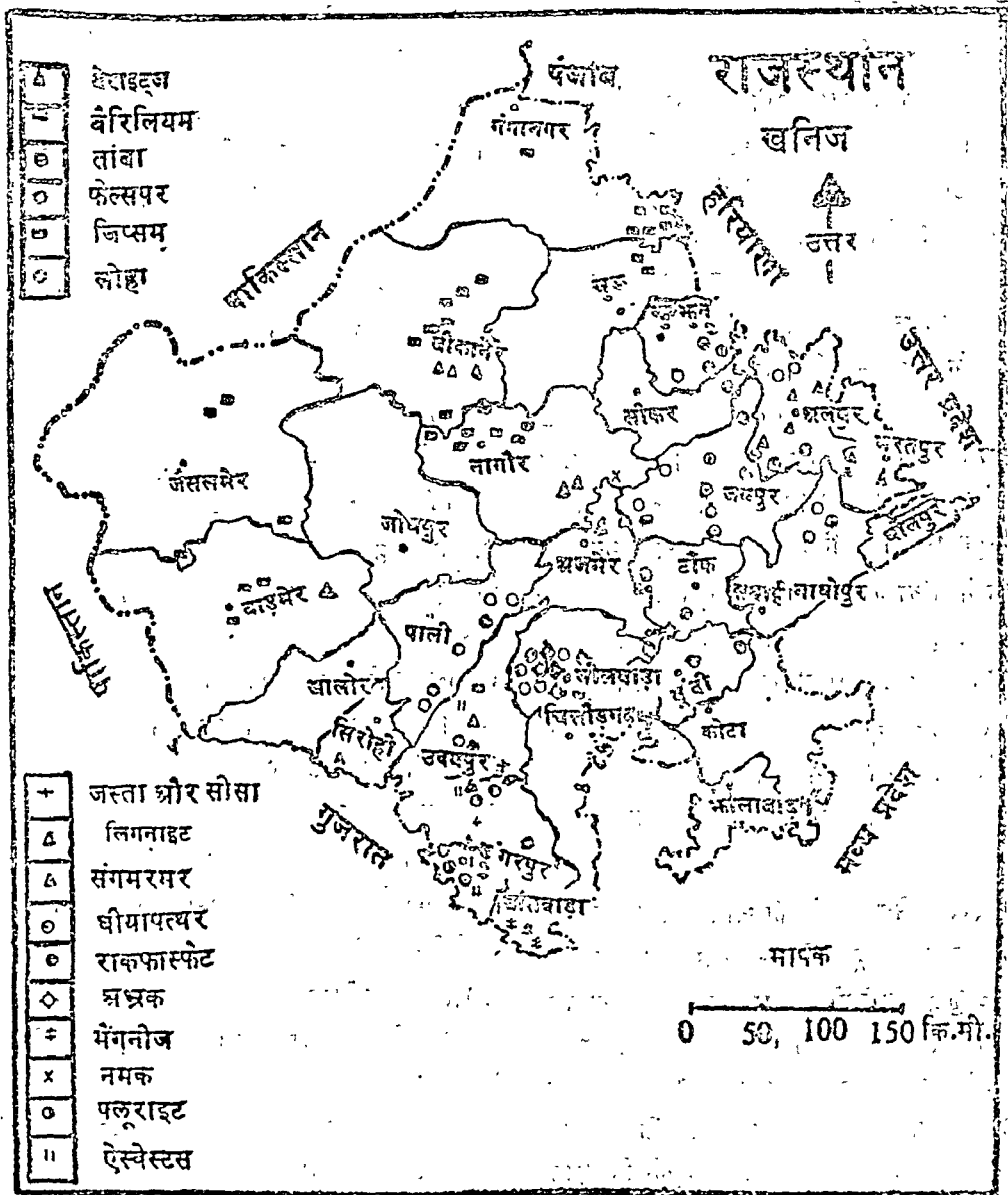 राजस्थान
खनिज
उत्तर
बेराइट्ज
बैरिलियम
तांबा
फेल्सपर
जिप्सम
लोहा
पंजाब
गंगानगर
हरियाणा
पाकिस्तान
चुरू
झुंझुनू
बीकानेर
सीकर
अलवर
भरतपुर
उत्तर प्रदेश
नागौर
जैसलमेर
जयपुर
धौलपुर
जोधपुर
अजमेर
टोंक
सवाई माधोपुर
बाड़मेर
पाकिस्तान
पाली
भीलवाड़ा
बूंदी
जालोर
चित्तौड़गढ़
कोटा
सिरोही
उदयपुर
झालावाड़
मध्य प्रदेश
गुजरात
डूंगरपुर
बांसवाड़ा
जस्ता और सीसा
लिगनाइट
संगमरमर
घीयापत्थर
राकफास्फेट
अभ्रक
मैंगनीज
नमक
फ्लूराइट
ऐस्वेस्टस
मापक
0 50, 100 150 कि.मी.